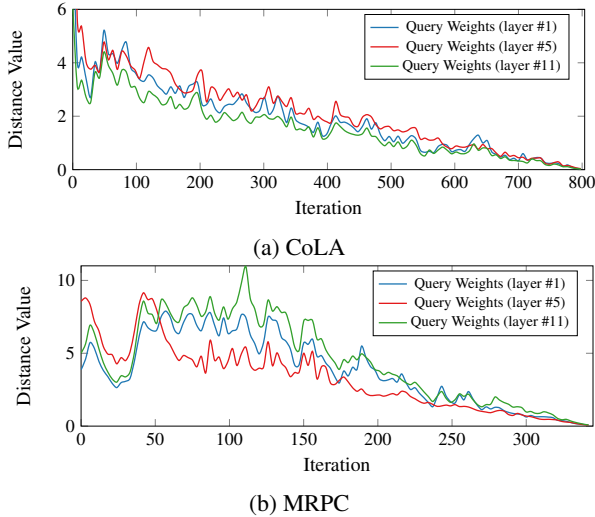 6
4
2
0
Distance Value
Query Weights (layer #1)
Query Weights (layer #5)
Query Weights (layer #11)
0 100 200 300 400 500 600 700 800
Iteration
(a) CoLA
10
5
0
Distance Value
Query Weights (layer #1)
Query Weights (layer #5)
Query Weights (layer #11)
0 50 100 150 200 250 300
Iteration
(b) MRPC